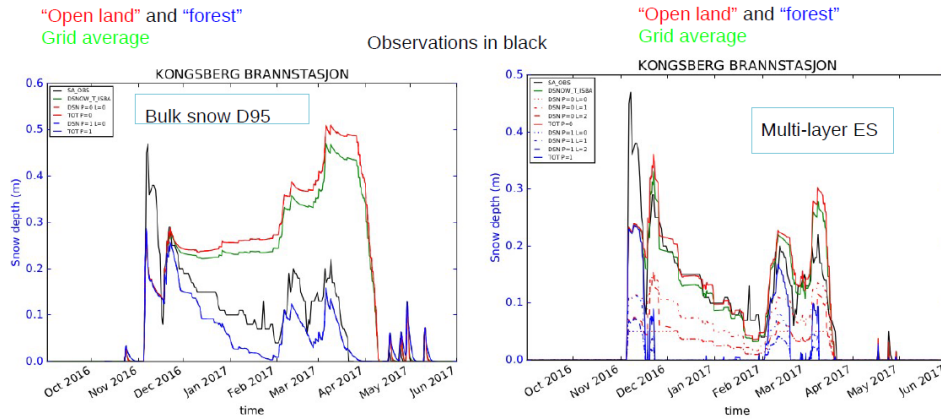 “Open land” and “forest”
Grid average
Observations in black
“Open land” and “forest”
Grid average
KONGSBERG BRANNSTASJON
Bulk snow D95
SA_OBS
DSNOW_T_ISBA
DSN P=0 L=0
TOT P=0
DSN P=1 L=0
TOT P=1
Snow depth (m)
0.6
0.5
0.4
0.3
0.2
0.1
0.0
Oct 2016
Nov 2016
Dec 2016
Jan 2017
Feb 2017
Mar 2017
Apr 2017
May 2017
Jun 2017
time
KONGSBERG BRANNSTASJON
Multi-layer ES
SA_OBS
DSNOW_T_ISBA
DSN P=0 L=0
DSN P=0 L=1
DSN P=0 L=2
TOT P=0
DSN P=1 L=0
DSN P=1 L=1
DSN P=1 L=2
TOT P=1
Snow depth (m)
0.5
0.4
0.3
0.2
0.1
0.0
Oct 2016
Nov 2016
Dec 2016
Jan 2017
Feb 2017
Mar 2017
Apr 2017
May 2017
Jun 2017
time